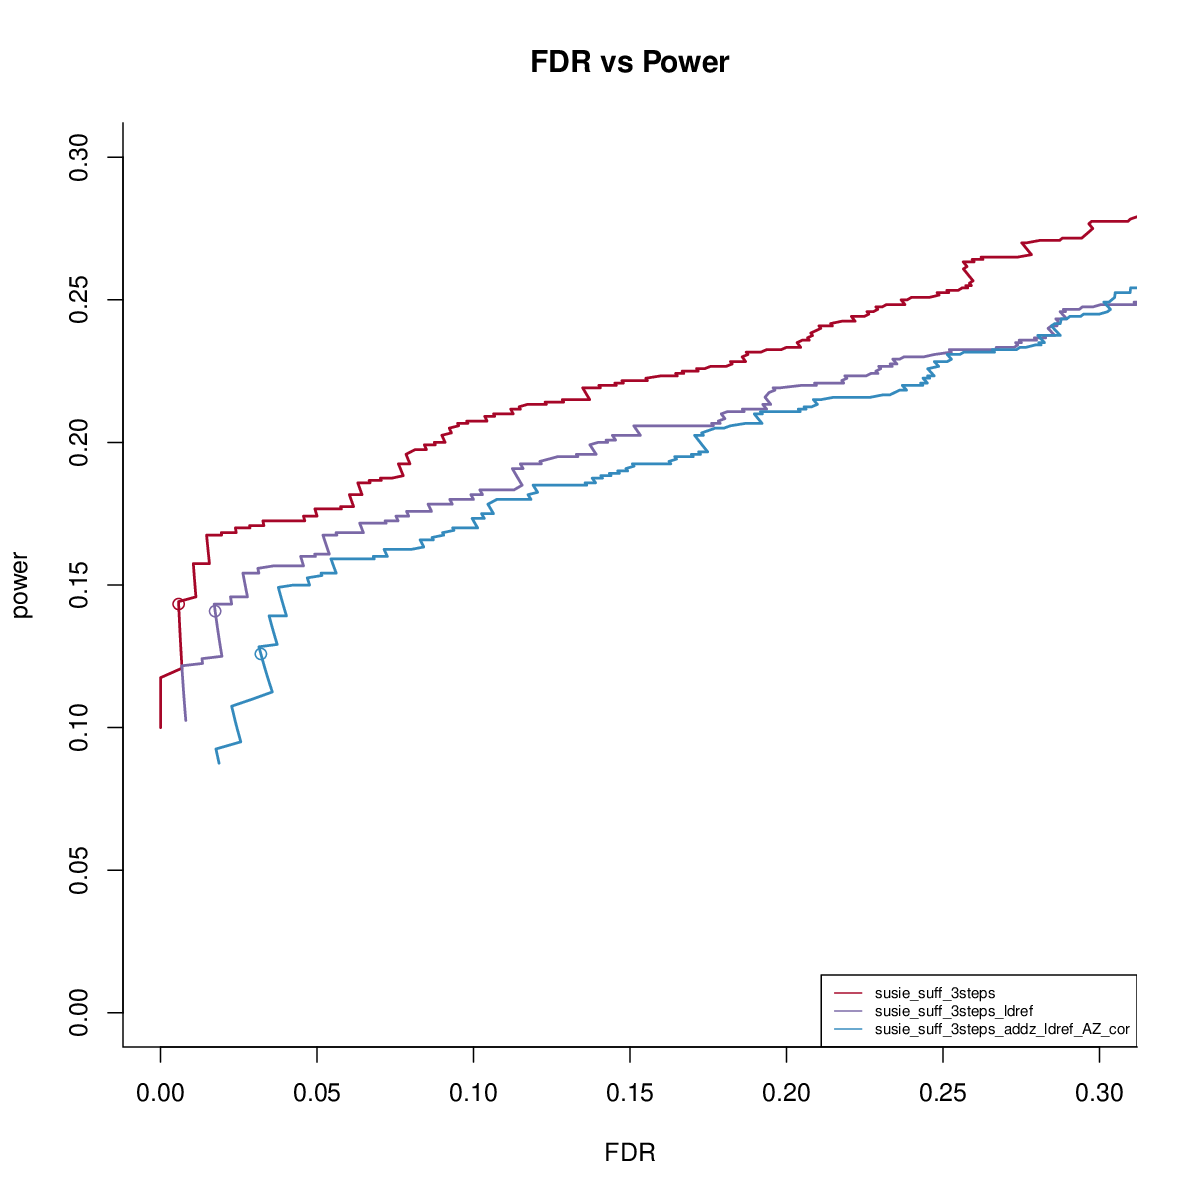 FDR vs Power
power
0.30
0.25
0.20
0.15
0.10
0.05
0.00
susie_suff_3steps
susie_suff_3steps_ldref
susie_suff_3steps_addz_ldref_AZ_cor
0.00 0.05 0.10 0.15 0.20 0.25 0.30
FDR